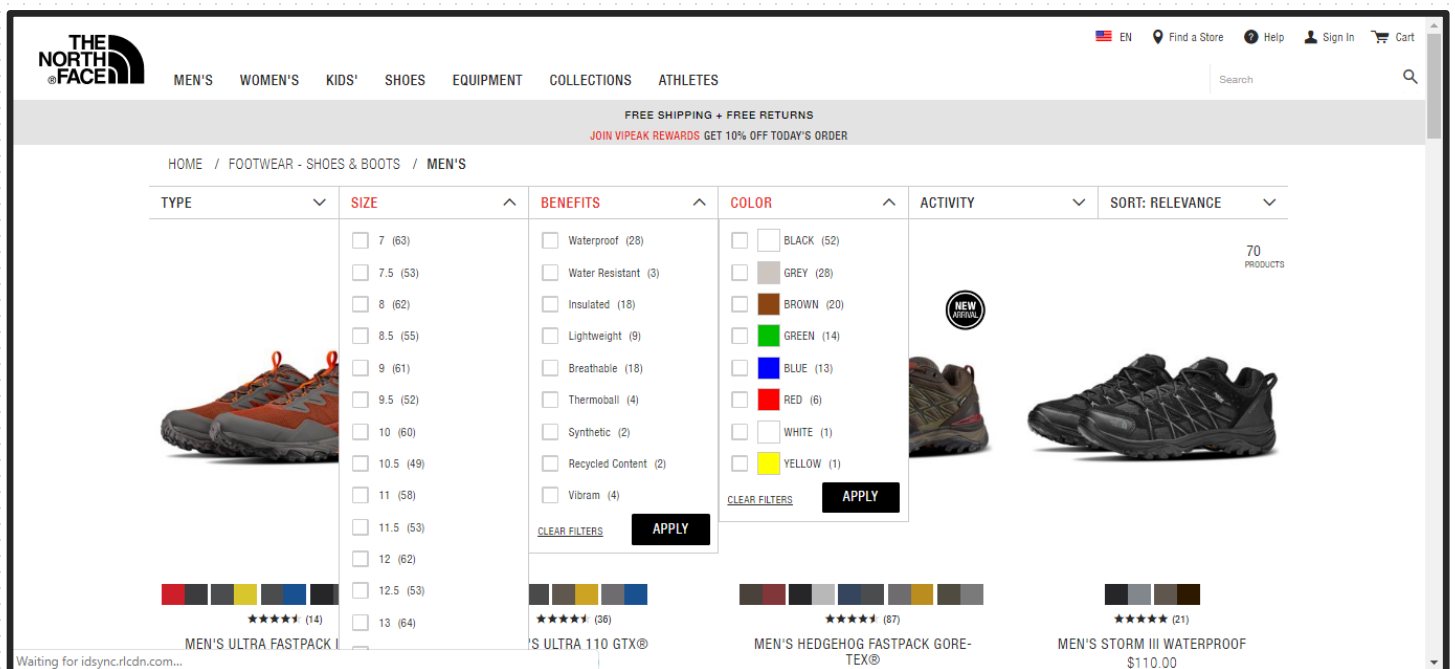 THE
NORTH
®FACE
EN Find a Store ? Help Sign In Cart
MEN'S WOMEN'S KIDS' SHOES EQUIPMENT COLLECTIONS ATHLETES
Search
FREE SHIPPING + FREE RETURNS
JOIN VIPEAK REWARDS GET 10% OFF TODAY'S ORDER
HOME / FOOTWEAR - SHOES & BOOTS / MEN'S
TYPE SIZE BENEFITS COLOR ACTIVITY SORT: RELEVANCE
7 (63)
7.5 (53)
8 (62)
8.5 (55)
9 (61)
9.5 (52)
10 (60)
10.5 (49)
11 (58)
11.5 (53)
12 (62)
12.5 (53)
13 (64)
Waterproof (28)
Water Resistant (3)
Insulated (18)
Lightweight (9)
Breathable (18)
Thermoball (4)
Synthetic (2)
Recycled Content (2)
Vibram (4)
CLEAR FILTERS APPLY
BLACK (52)
GREY (28)
BROWN (20)
GREEN (14)
BLUE (13)
RED (6)
WHITE (1)
YELLOW (1)
CLEAR FILTERS APPLY
70
PRODUCTS
NEW
ARRIVAL
(14)
MEN'S ULTRA FASTPACK I
(36)
'S ULTRA 110 GTX®
(87)
MEN'S HEDGEHOG FASTPACK GORE-
TEX®
(21)
MEN'S STORM III WATERPROOF
$110.00
Waiting for idsync.rlcdn.com...